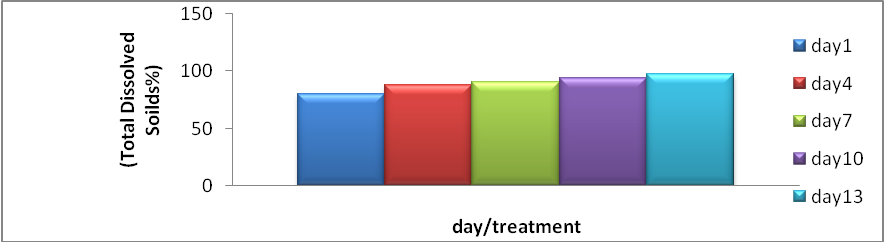 (Total Dissolved
Soilds%)
150
100
50
0
day/treatment
day1
day4
day7
day10
day13